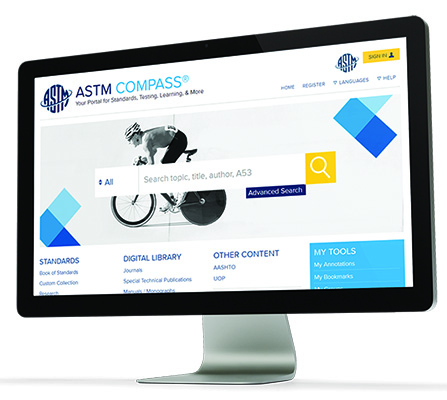 ASTM
ASTM COMPASS®
Your Portal for Standards, Testing, Learning, & More
ASTM
SIGN IN
HOME REGISTER LANGUAGES HELP
All
Search topic, title, author, A53
Advanced Search
STANDARDS
Book of Standards
Custom Collection
Research
DIGITAL LIBRARY
Journals
Special Technical Publications
Manuals / Monographs
OTHER CONTENT
AASHTO
UOP
MY TOOLS
My Annotations
My Bookmarks